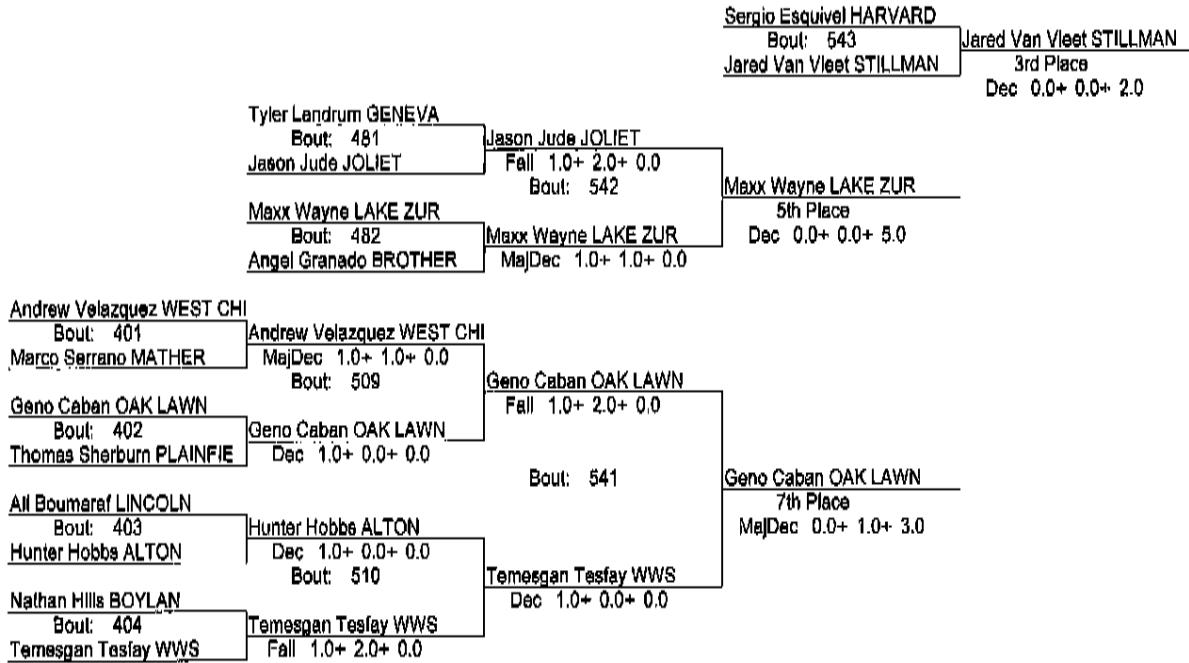 Sergio Esquivel HARVARD
Bout: 543
Jared Van Vleet STILLMAN
Jared Van Vleet STILLMAN
3rd Place
Dec 0.0+ 0.0+ 2.0
Tyler Landrum GENEVA
Bout: 481
Jason Jude JOLIET
Jason Jude JOLIET
Fall 1.0+ 2.0+ 0.0
Bout: 542
Maxx Wayne LAKE ZUR
Bout: 482
Angel Granado BROTHER
Maxx Wayne LAKE ZUR
MajDec 1.0+ 1.0+ 0.0
Maxx Wayne LAKE ZUR
5th Place
Dec 0.0+ 0.0+ 5.0
Andrew Velazquez WEST CHI
Bout: 401
Marco Serrano MATHER
Andrew Velazquez WEST CHI
MajDec 1.0+ 1.0+ 0.0
Bout: 509
Geno Caban OAK LAWN
Bout: 402
Thomas Sherburn PLAINFIE
Geno Caban OAK LAWN
Dec 1.0+ 0.0+ 0.0
Geno Caban OAK LAWN
Fall 1.0+ 2.0+ 0.0
Bout: 541
Ali Boumaraf LINCOLN
Bout: 403
Hunter Hobbs ALTON
Hunter Hobbs ALTON
Dec 1.0+ 0.0+ 0.0
Bout: 510
Nathan Hills BOYLAN
Bout: 404
Temesgan Tesfay WWS
Temesgan Tesfay WWS
Fall 1.0+ 2.0+ 0.0
Temesgan Tesfay WWS
Dec 1.0+ 0.0+ 0.0
Geno Caban OAK LAWN
7th Place
MajDec 0.0+ 1.0+ 3.0